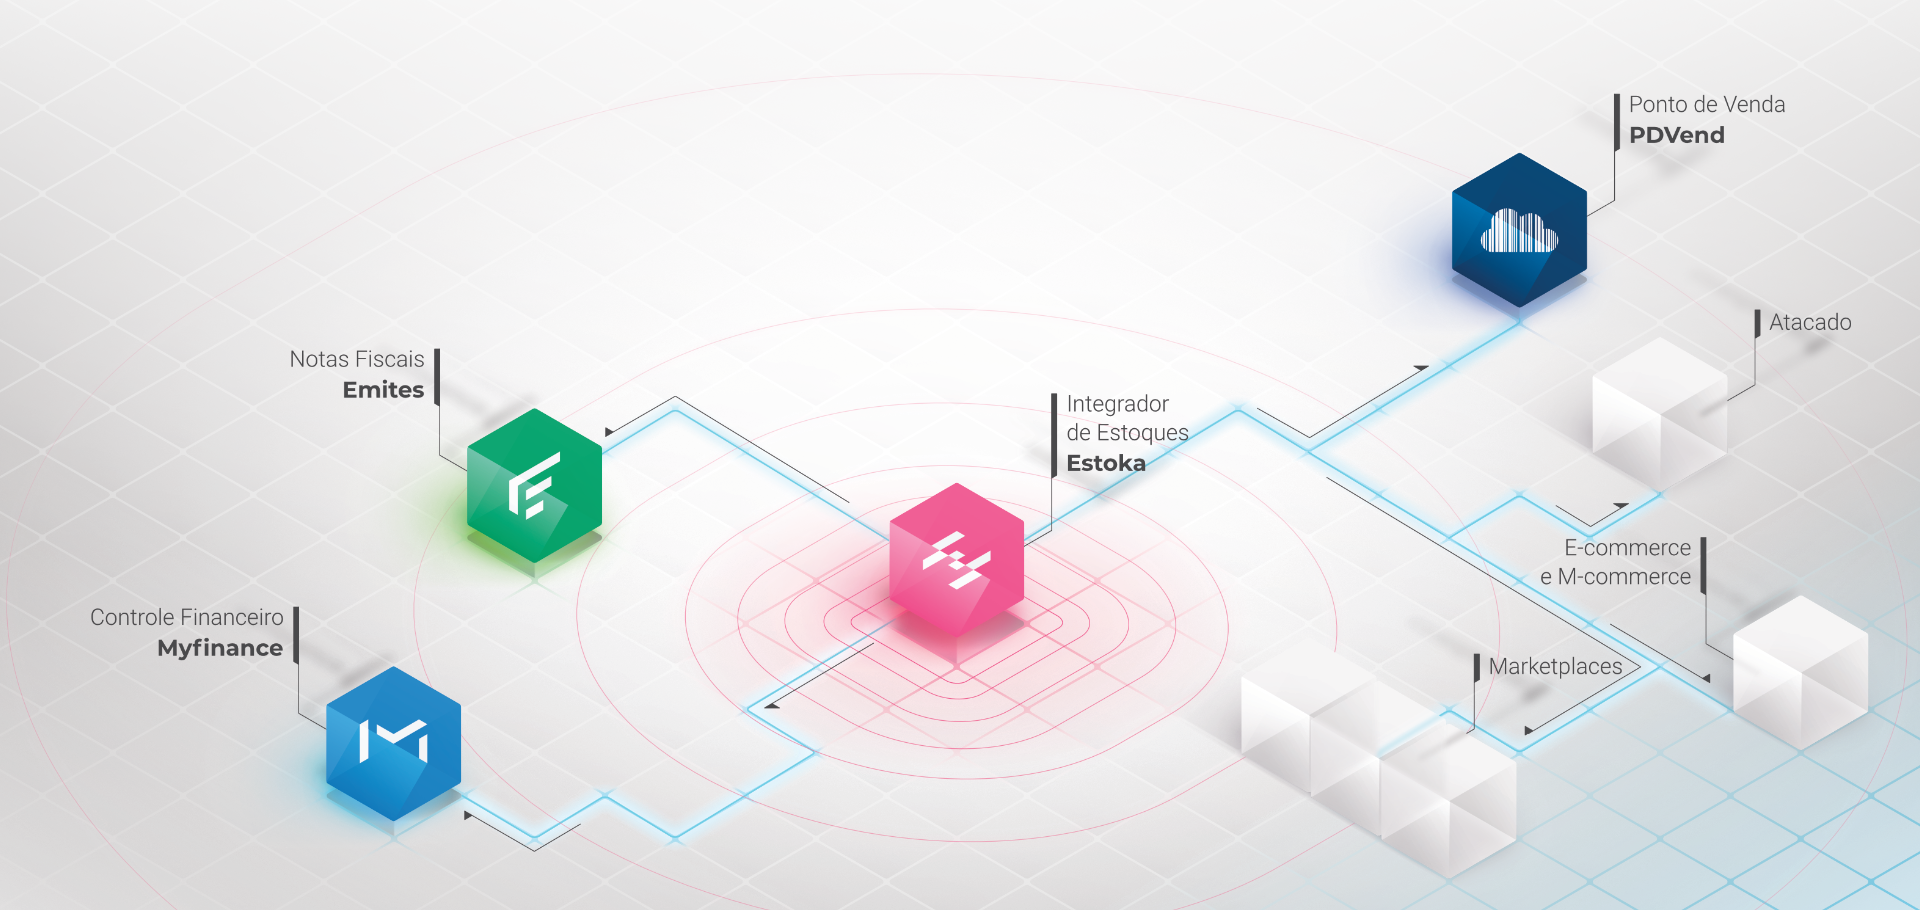 Ponto de Venda
PDVend
Atacado
Notas Fiscais
Emites
Integrador
de Estoques
Estoka
E-commerce
e M-commerce
Controle Financeiro
Myfinance
Marketplaces